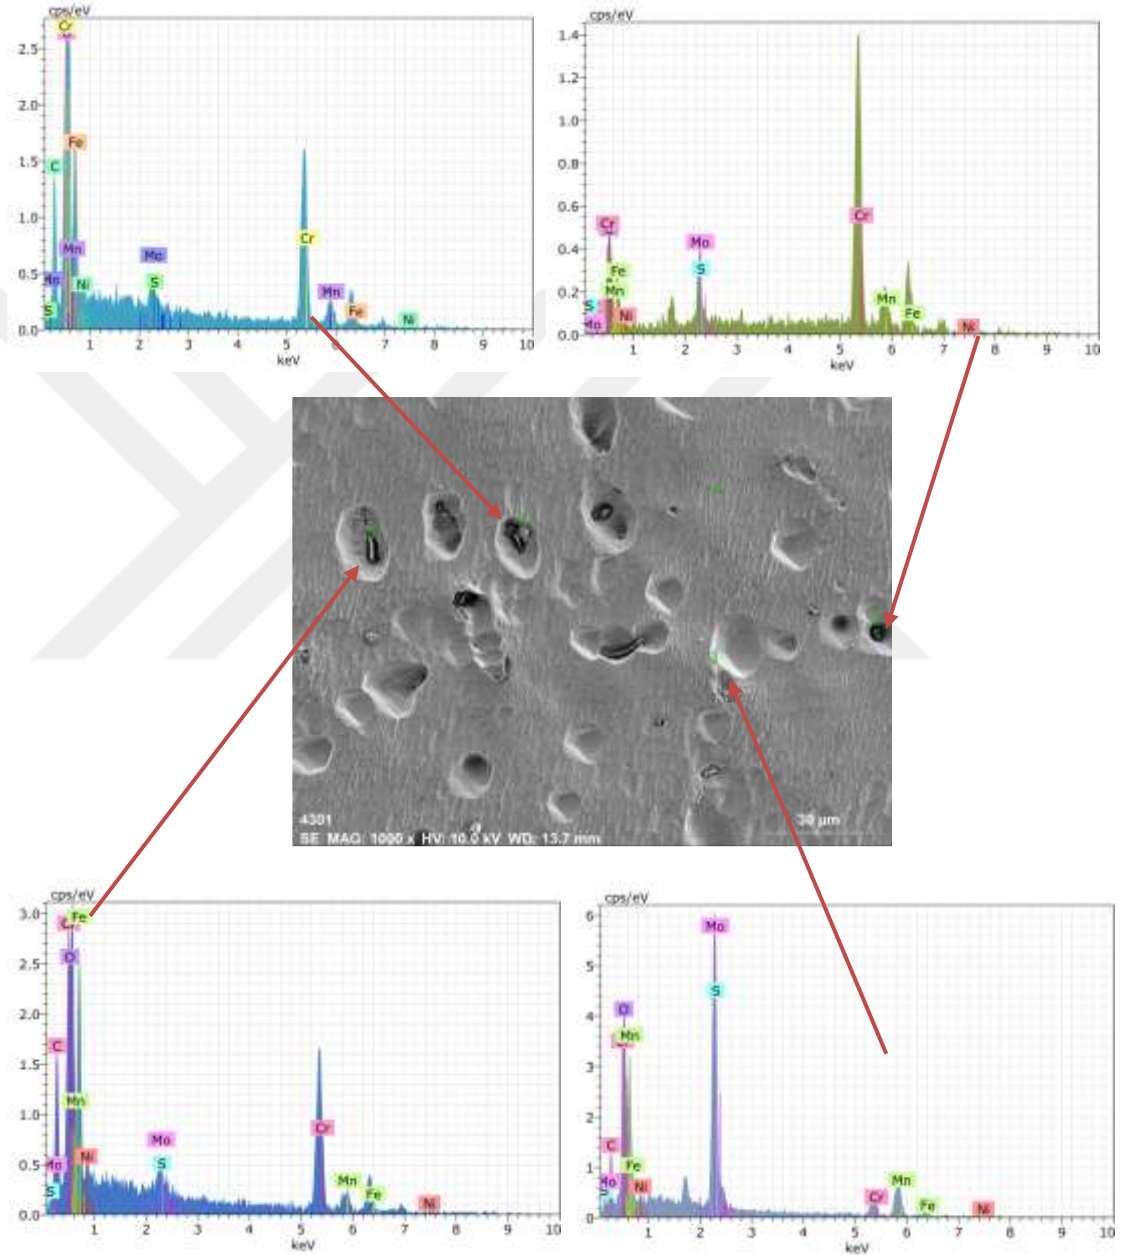 cps/eV
Cr
2.5
2.0
Fe
1.5
C
1.0
Cr
Mn
Mo
0.5
Mo
Ni
S
Mn
Fe
Ni
S
0.0
1 2 3 4 5 6 7 8 9 10
keV
cps/eV
1.4
1.2
1.0
0.8
0.6
Cr
Cr
Mo
0.4
Fe
S
0.2
Mn
Mn
S
Ni
Fe
Mo
Ni
0.0
1 2 3 4 5 6 7 8 9 10
keV
4301
30 µm
SE MAG: 1000 x HV: 10.0 kV WD: 13.7 mm
cps/eV
3.0
Fe
O
2.5
2.0
C
1.5
Mn
1.0
Cr
Mo
Ni
0.5
Mo
S
Mn
S
Fe
Ni
0.0
1 2 3 4 5 6 7 8 9 10
keV
cps/eV
6
Mo
5
S
O
4
Mn
3
2
C
Fe
1
Mo
Ni
Mn
Cr
Fe
Ni
S
0
1 2 3 4 5 6 7 8 9 10
keV